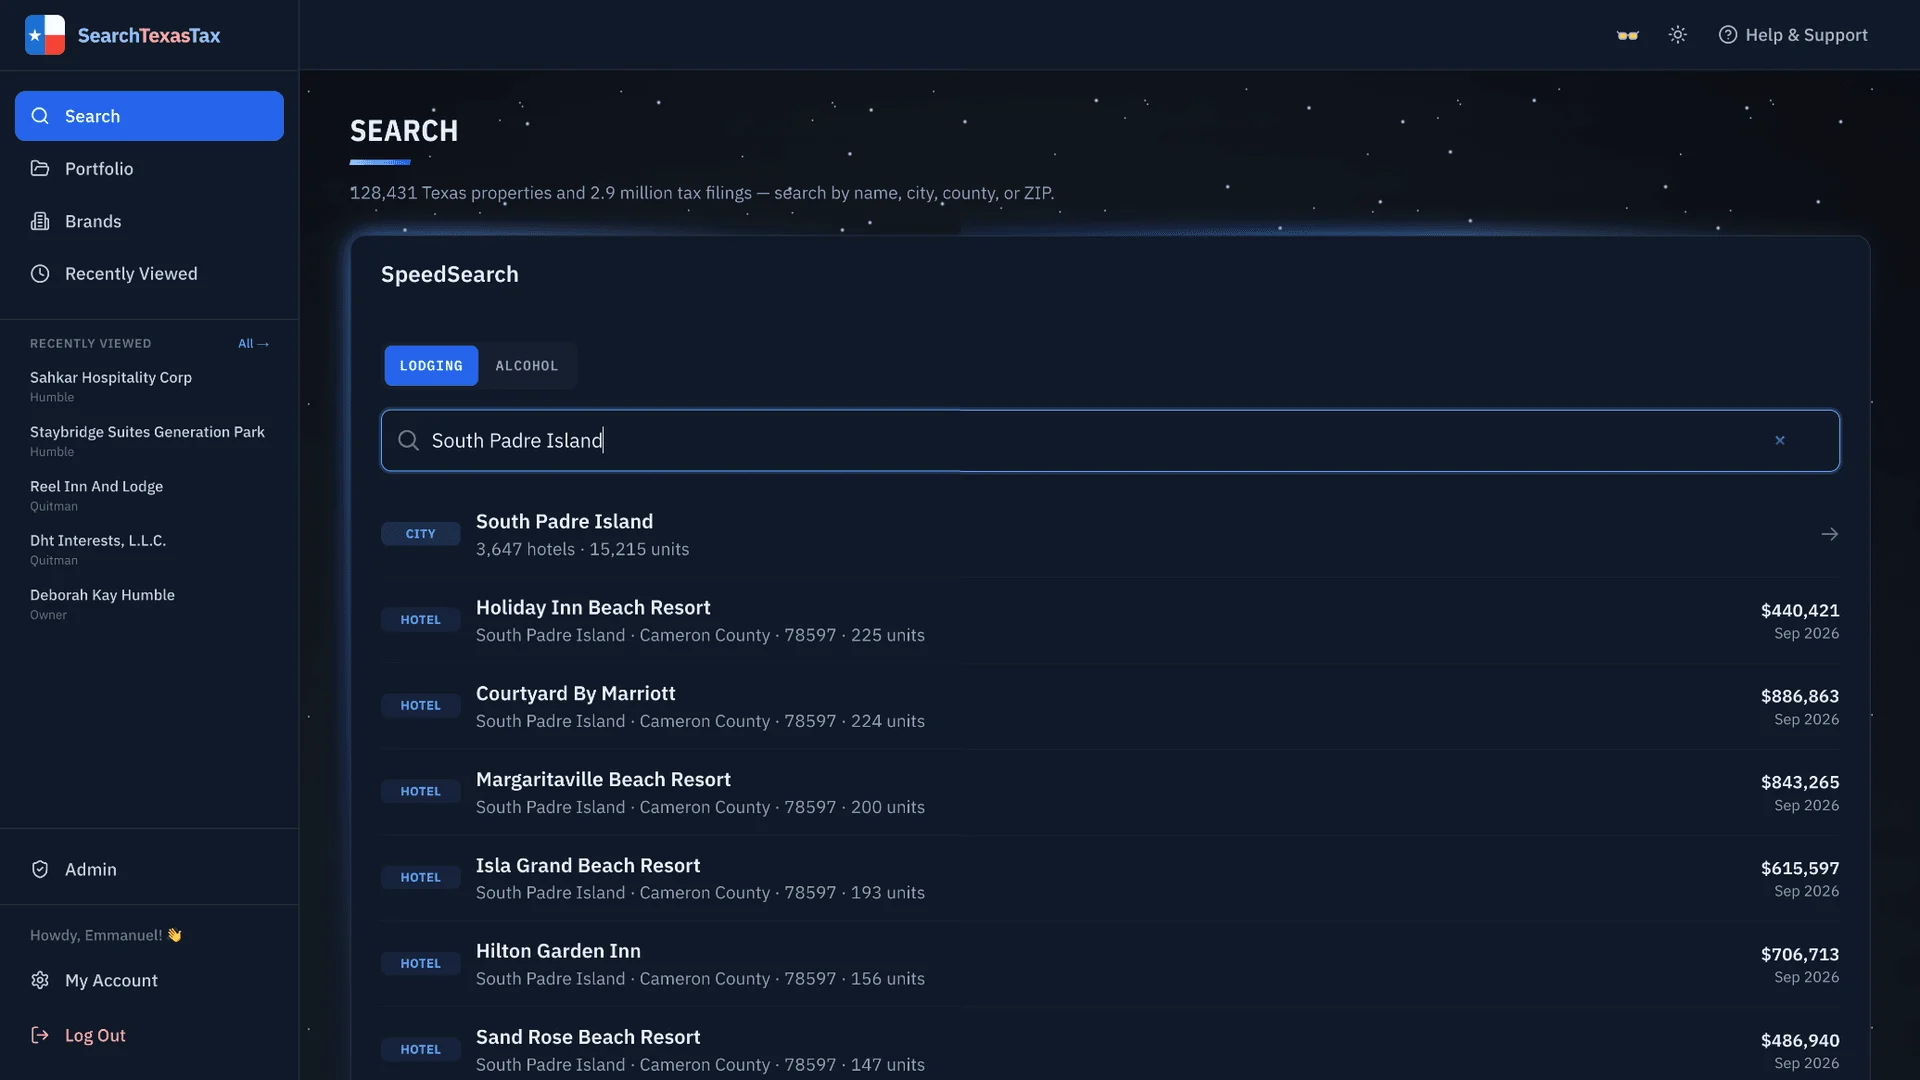 SearchTexasTax
Help & Support
Search
Portfolio
Brands
Recently Viewed
RECENTLY VIEWED
All →
Sahkar Hospitality Corp
Humble
Staybridge Suites Generation Park
Humble
Reel Inn And Lodge
Quitman
Dht Interests, L.L.C.
Quitman
Deborah Kay Humble
Owner
Admin
Howdy, Emmanuel! 👋
My Account
Log Out
SEARCH
128,431 Texas properties and 2.9 million tax filings — search by name, city, county, or ZIP.
SpeedSearch
LODGING
ALCOHOL
South Padre Island
CITY
South Padre Island
3,647 hotels · 15,215 units
HOTEL
Holiday Inn Beach Resort
South Padre Island · Cameron County · 78597 · 225 units
$440,421
Sep 2026
HOTEL
Courtyard By Marriott
South Padre Island · Cameron County · 78597 · 224 units
$886,863
Sep 2026
HOTEL
Margaritaville Beach Resort
South Padre Island · Cameron County · 78597 · 200 units
$843,265
Sep 2026
HOTEL
Isla Grand Beach Resort
South Padre Island · Cameron County · 78597 · 193 units
$615,597
Sep 2026
HOTEL
Hilton Garden Inn
South Padre Island · Cameron County · 78597 · 156 units
$706,713
Sep 2026
HOTEL
Sand Rose Beach Resort
South Padre Island · Cameron County · 78597 · 147 units
$486,940
Sep 2026